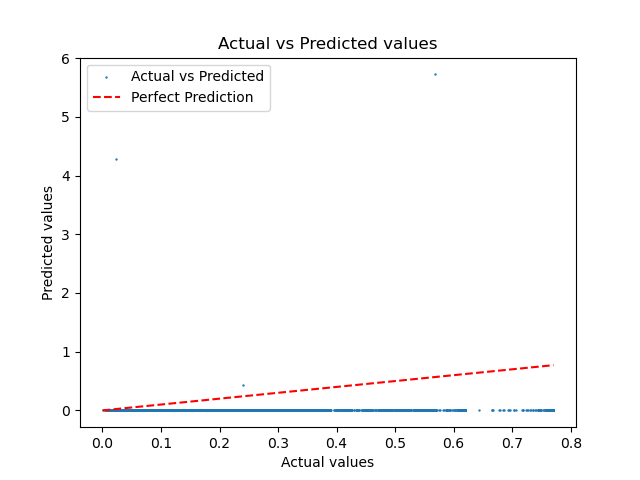 Actual vs Predicted values
Actual vs Predicted
Perfect Prediction
Predicted values
6
5
4
3
2
1
0
0.0 0.1 0.2 0.3 0.4 0.5 0.6 0.7 0.8
Actual values